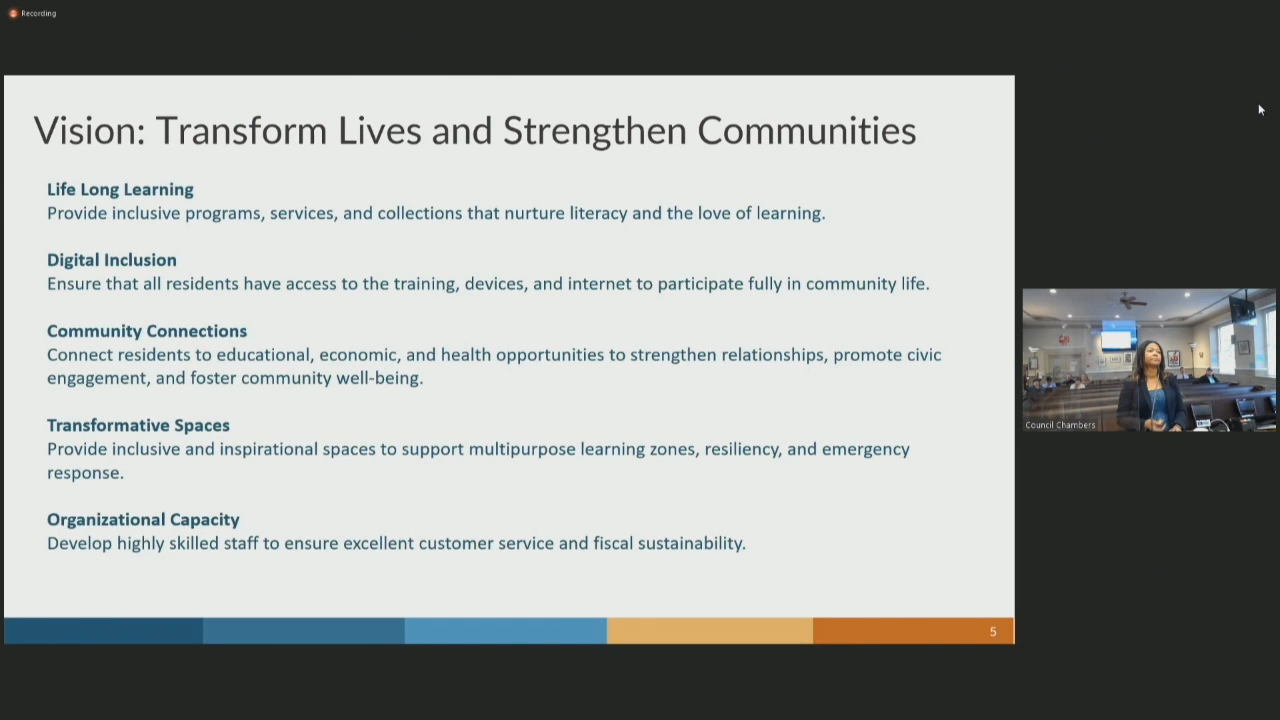 Recording
Vision: Transform Lives and Strengthen Communities
Life Long Learning
Provide inclusive programs, services, and collections that nurture literacy and the love of learning.
Digital Inclusion
Ensure that all residents have access to the training, devices, and internet to participate fully in community life.
Community Connections
Connect residents to educational, economic, and health opportunities to strengthen relationships, promote civic
engagement, and foster community well-being.
Transformative Spaces
Provide inclusive and inspirational spaces to support multipurpose learning zones, resiliency, and emergency
response.
Organizational Capacity
Develop highly skilled staff to ensure excellent customer service and fiscal sustainability.
5
Council Chambers